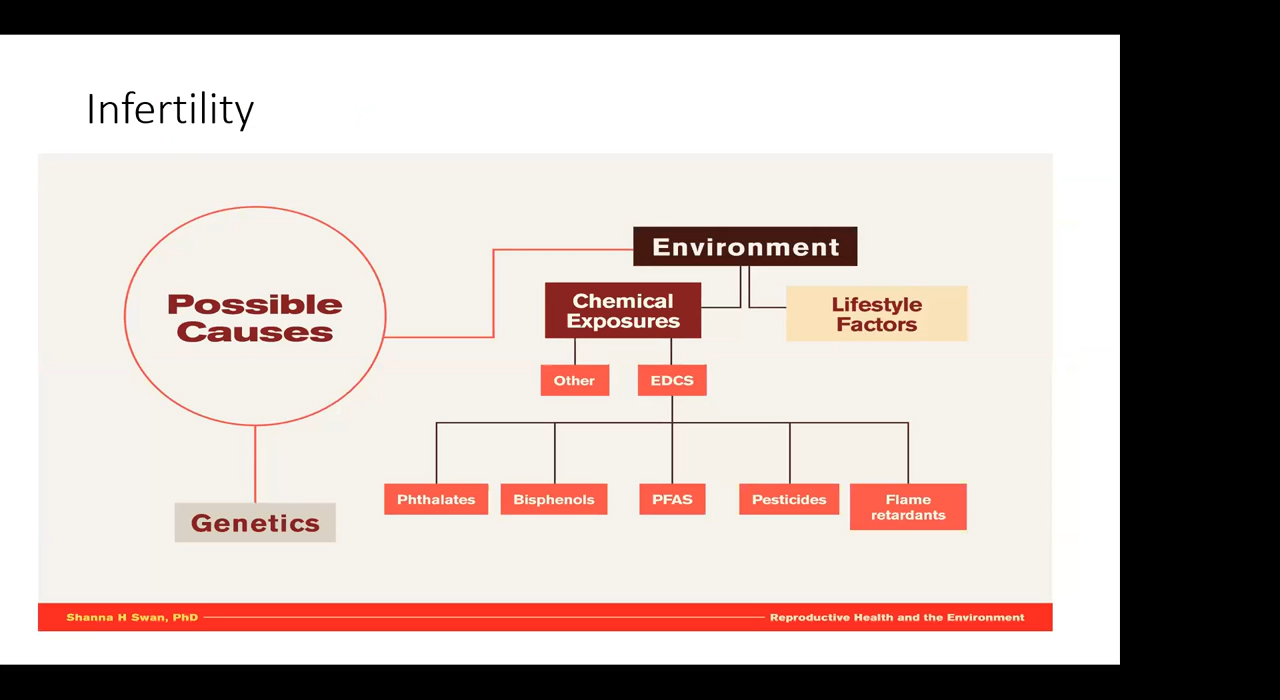 Infertility
Possible
Causes
Genetics
Environment
Chemical
Exposures
Lifestyle
Factors
Other
EDCS
Phthalates
Bisphenols
PFAS
Pesticides
Flame
retardants
Shanna H Swan, PhD
Reproductive Health and the Environment